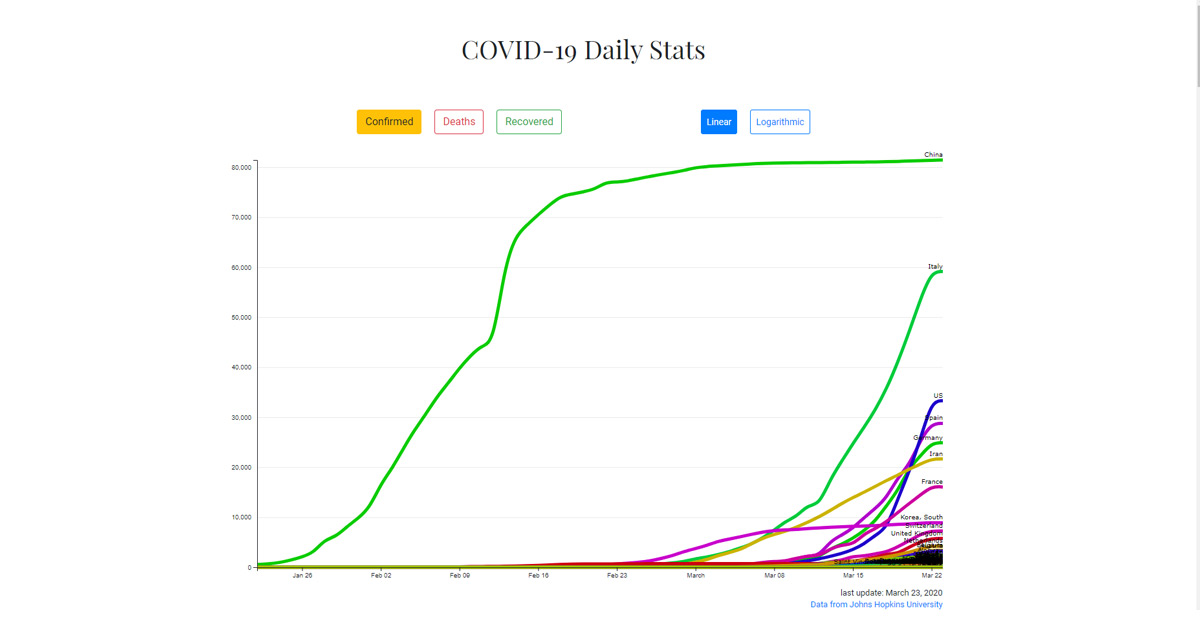 COVID-19 Daily Stats
Confirmed Deaths Recovered Linear Logarithmic
China
80,000
70,000
60,000
Italy
50,000
40,000
US
30,000
Spain
Germany
Iran
20,000
France
10,000
Korea, South
Switzerland
United Kingdom
Netherlands
0
Jan 26 Feb 02 Feb 09 Feb 16 Feb 23 March Mar 08 Mar 15 Mar 22
last update: March 23, 2020
Data from Johns Hopkins University